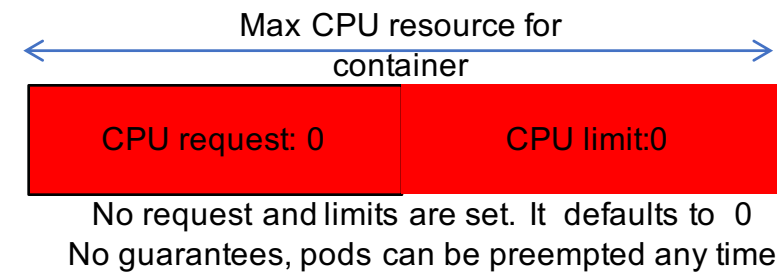 Max CPU resource for
container
CPU request: 0 CPU limit:0
No request and limits are set. It defaults to 0
No guarantees, pods can be preempted any time